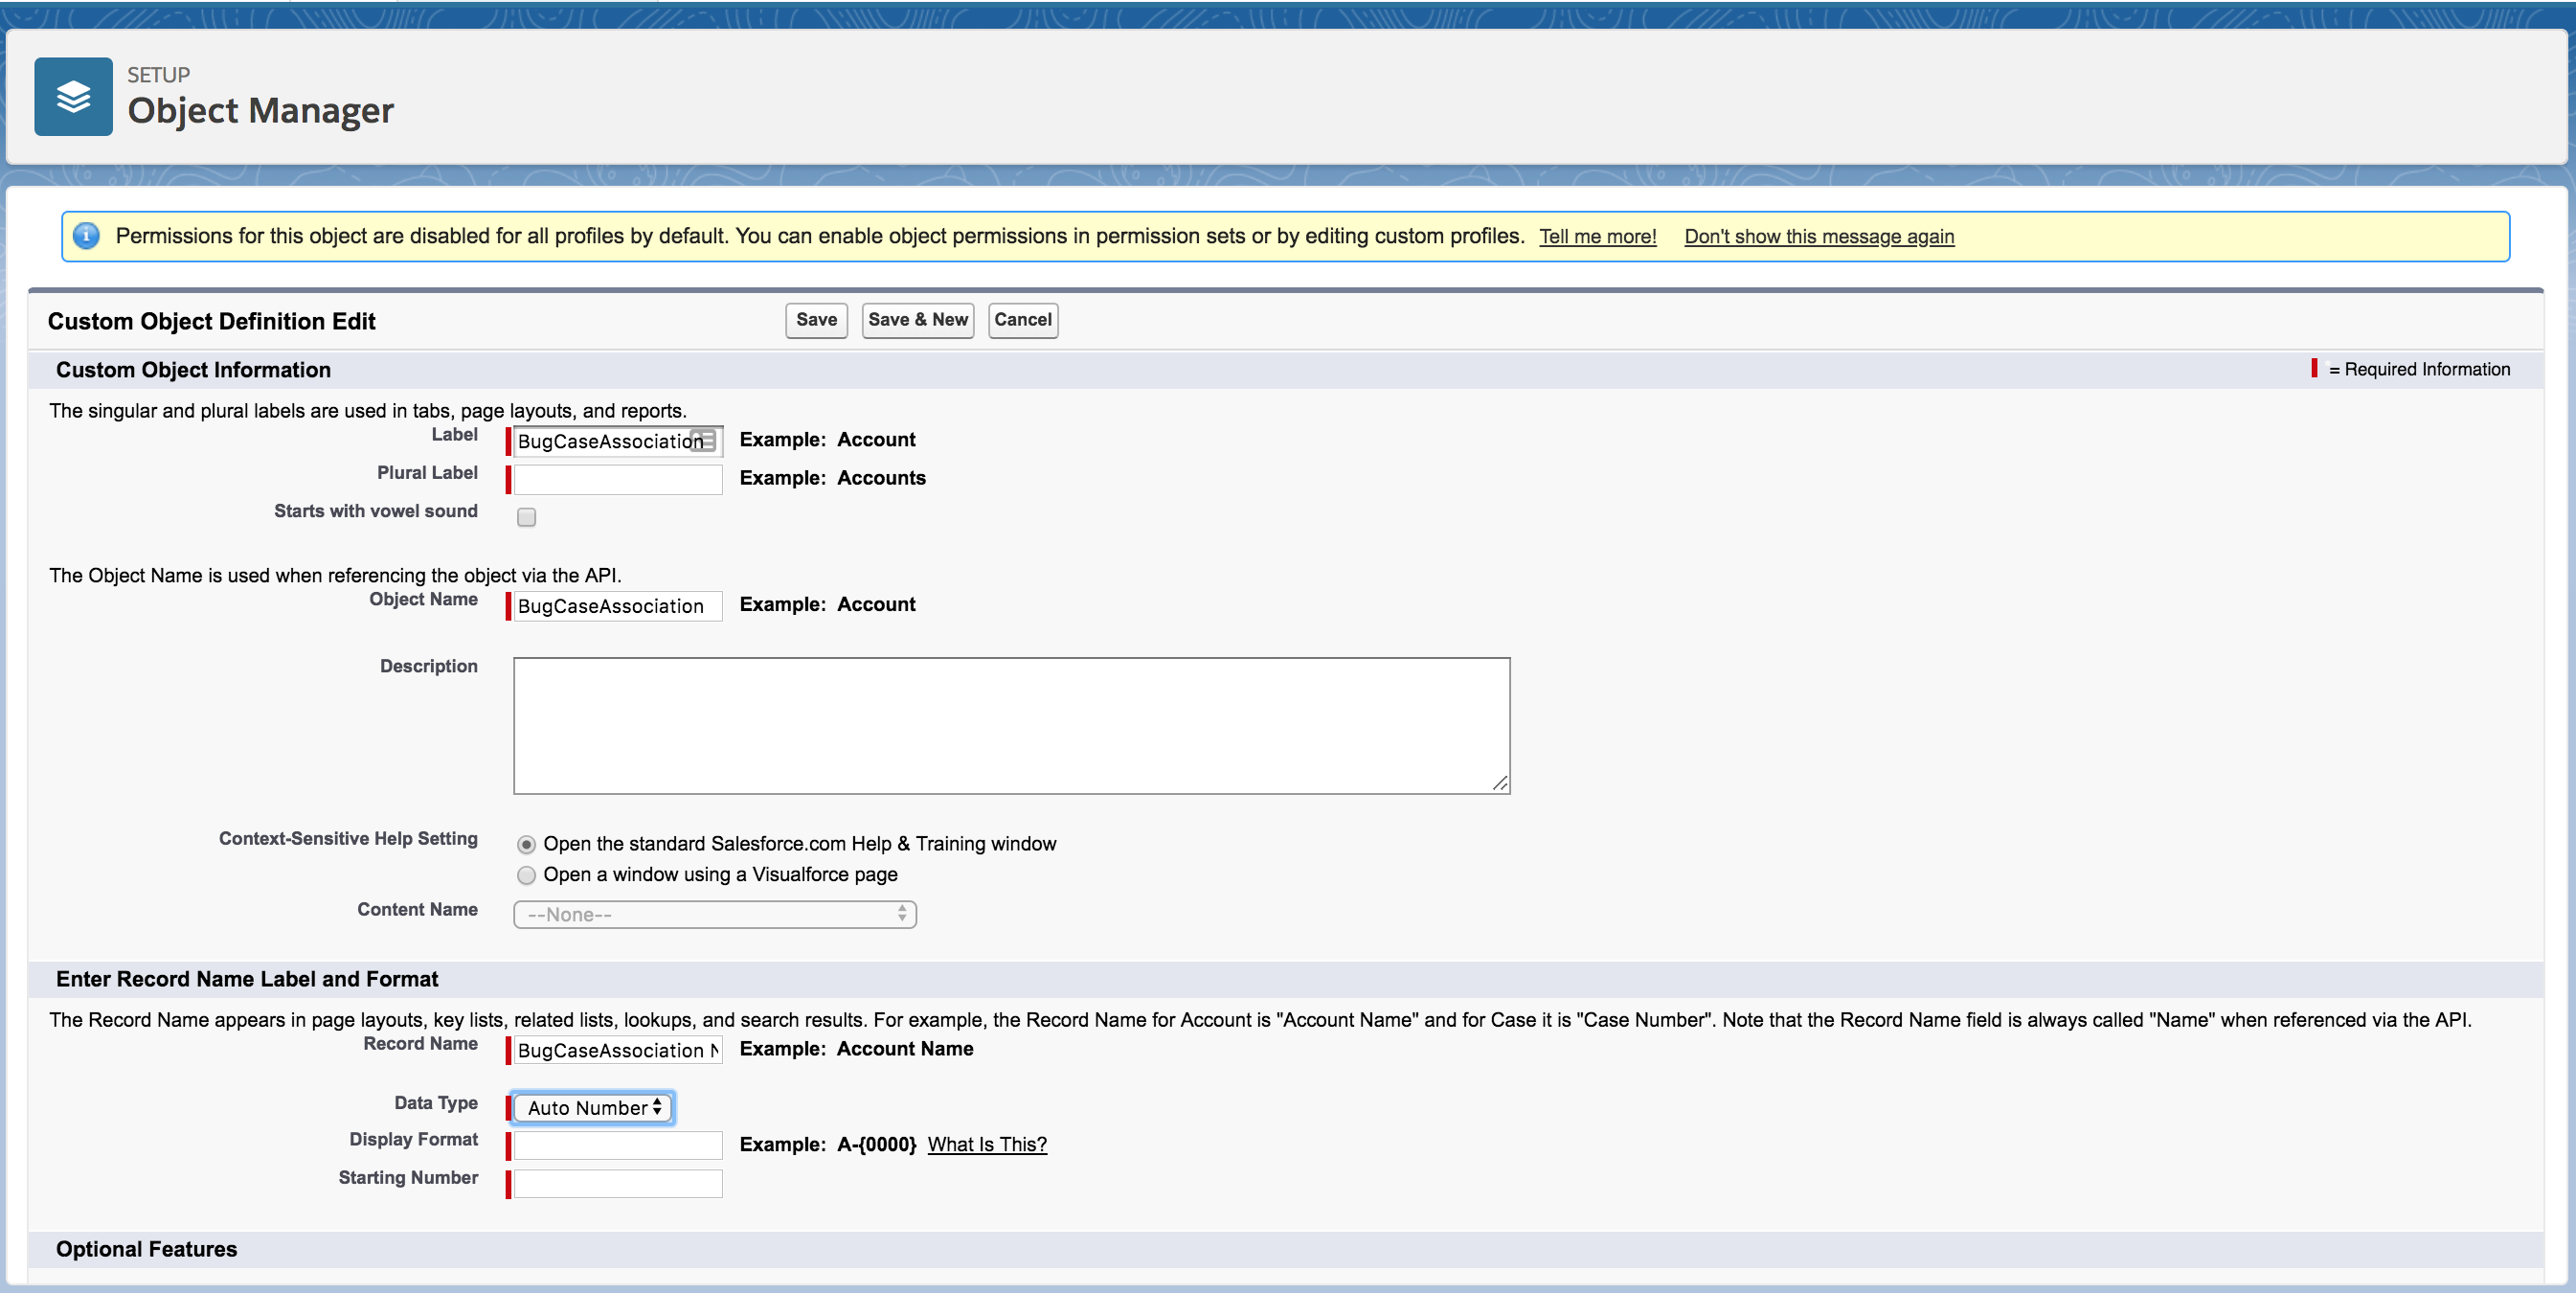 SETUP
Object Manager
Permissions for this object are disabled for all profiles by default. You can enable object permissions in permission sets or by editing custom profiles. Tell me more! Don't show this message again
Custom Object Definition Edit Save Save & New Cancel
Custom Object Information = Required Information
The singular and plural labels are used in tabs, page layouts, and reports.
Label BugCaseAssociation Example: Account
Plural Label Example: Accounts
Starts with vowel sound
The Object Name is used when referencing the object via the API.
Object Name BugCaseAssociation Example: Account
Description
Context-Sensitive Help Setting Open the standard Salesforce.com Help & Training window
Open a window using a Visualforce page
Content Name --None--
Enter Record Name Label and Format
The Record Name appears in page layouts, key lists, related lists, lookups, and search results. For example, the Record Name for Account is "Account Name" and for Case it is "Case Number". Note that the Record Name field is always called "Name" when referenced via the API.
Record Name BugCaseAssociation N Example: Account Name
Data Type Auto Number
Display Format Example: A-{0000} What Is This?
Starting Number
Optional Features